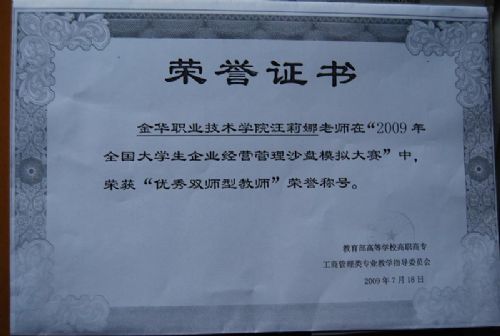 荣誉证书
金华职业技术学院汪莉娜老师在“2009年
全国大学生企业经营管理沙盘模拟大赛”中，
荣获“优秀双师型教师”荣誉称号。
教育部高等学校高职高专
工商管理类专业教学指导委员会
2009年7月18日